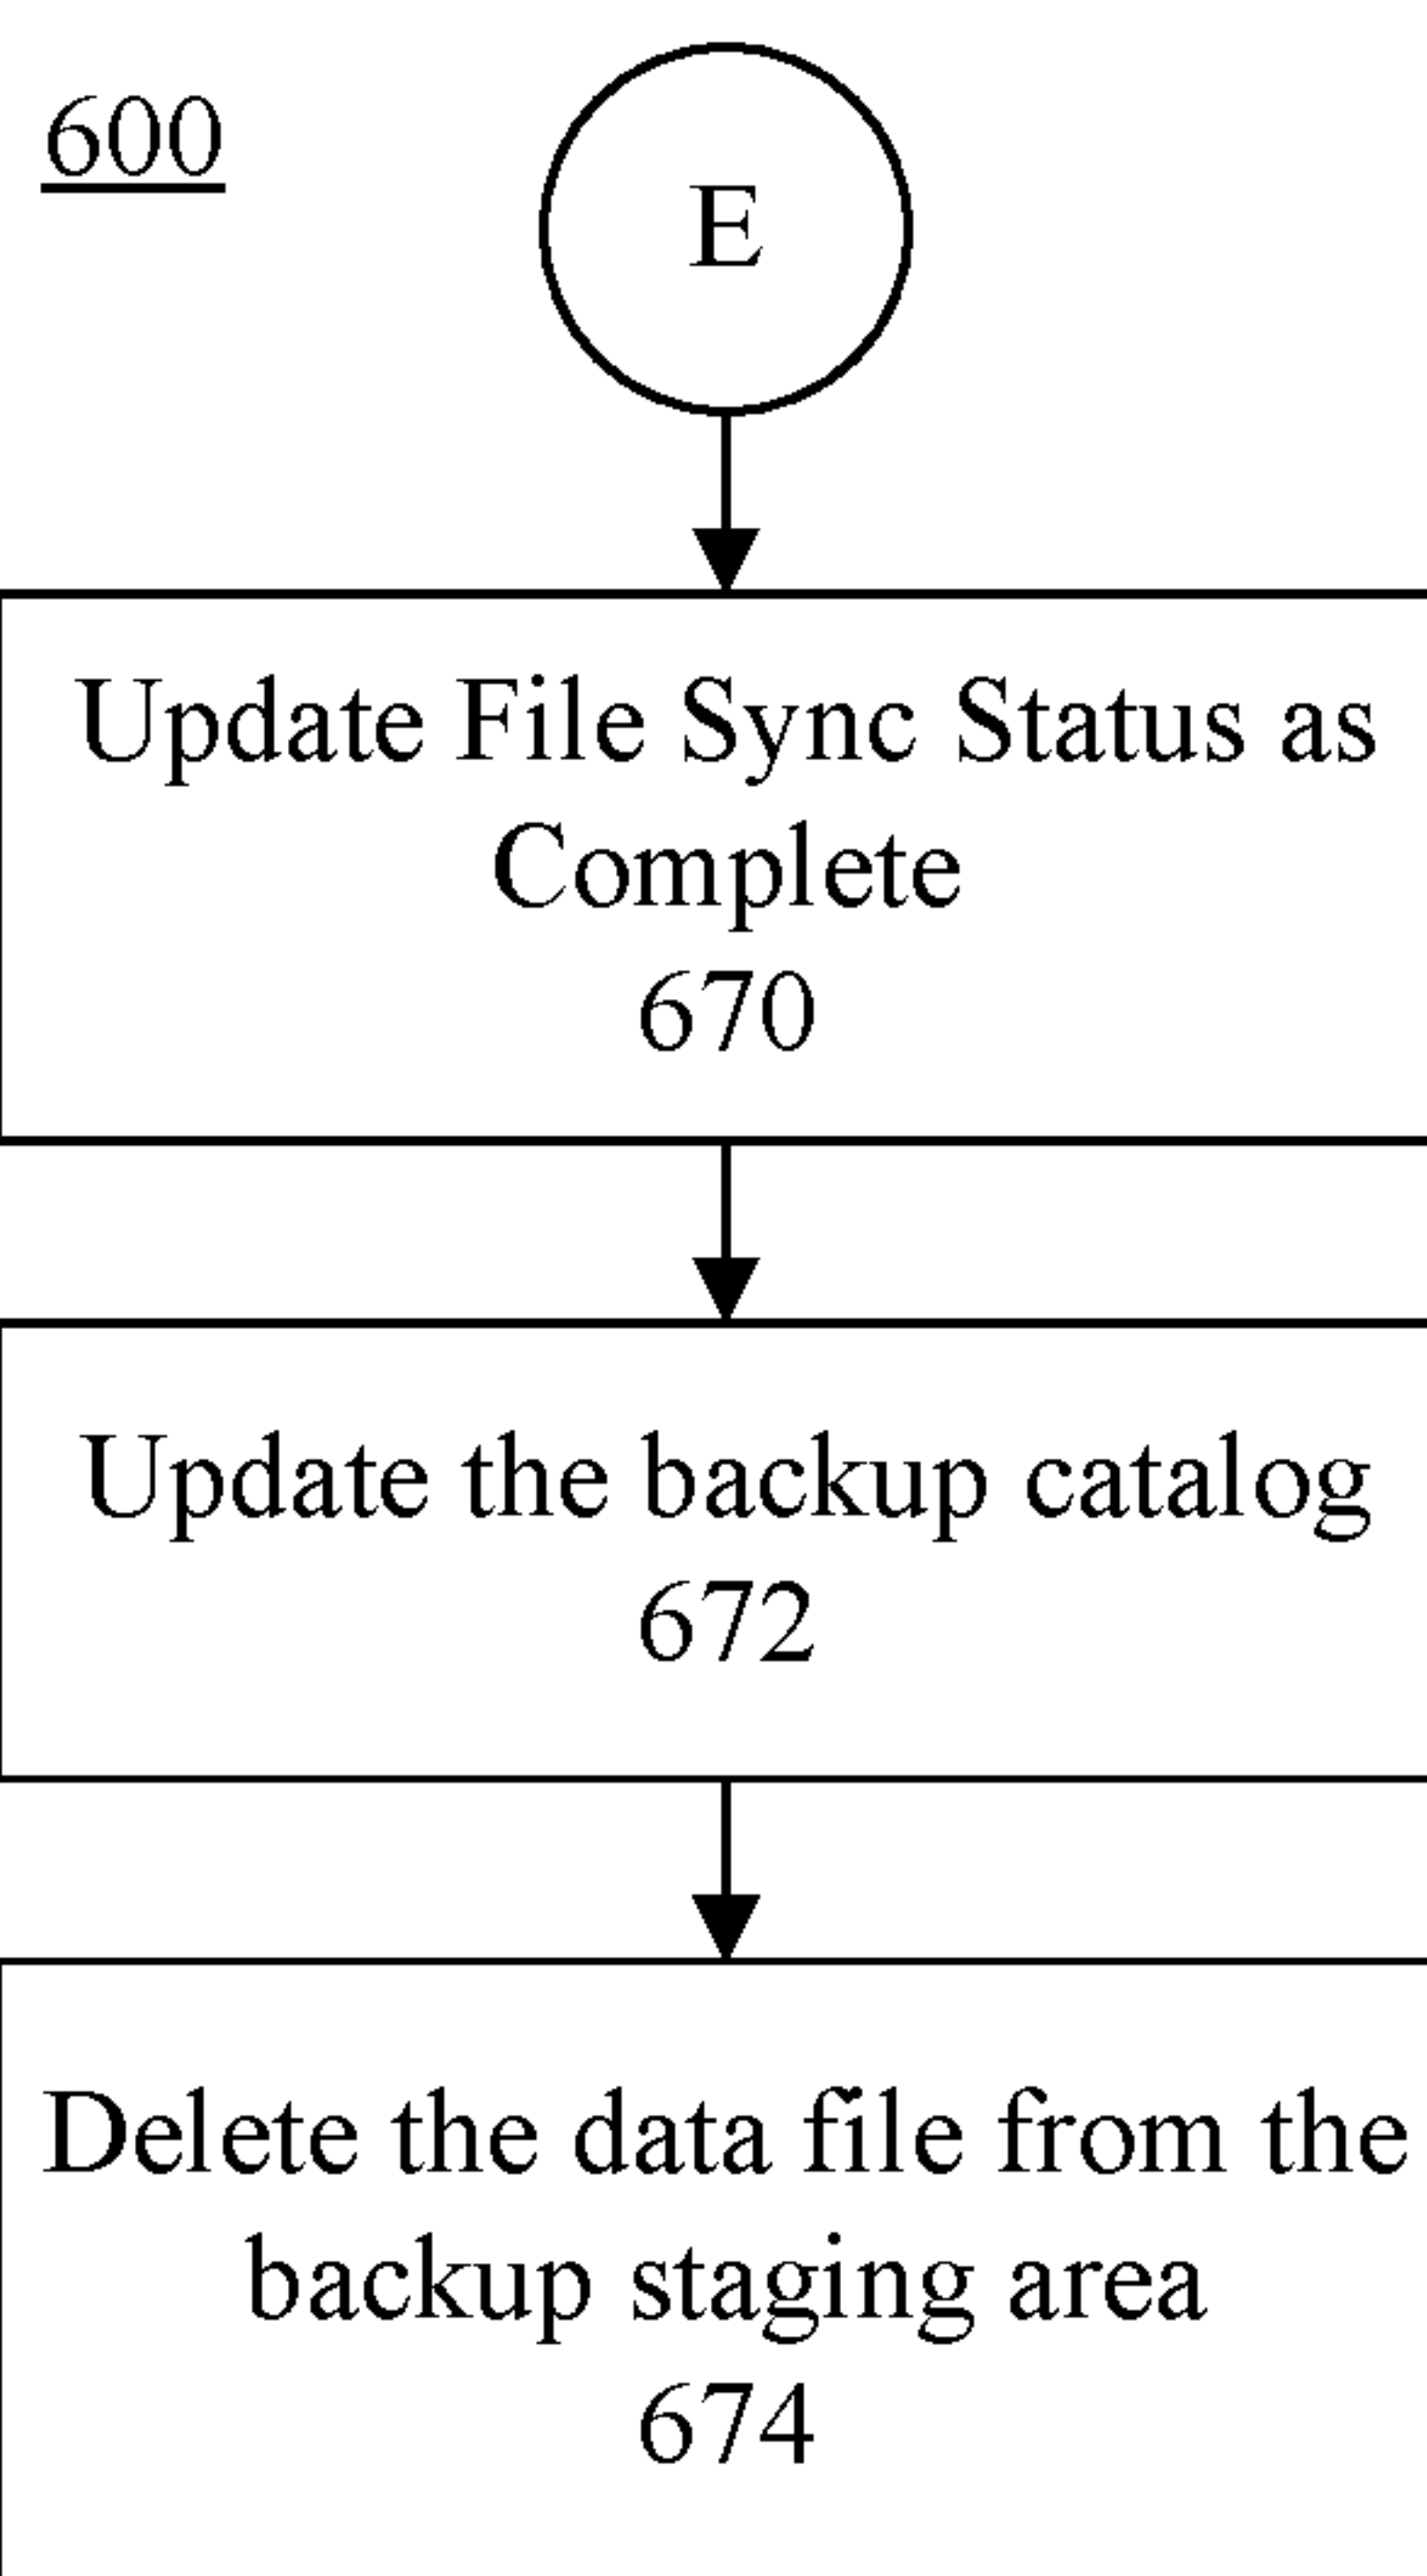 600
E
Update File Sync Status as
Complete
670
Update the backup catalog
672
Delete the data file from the
backup staging area
674